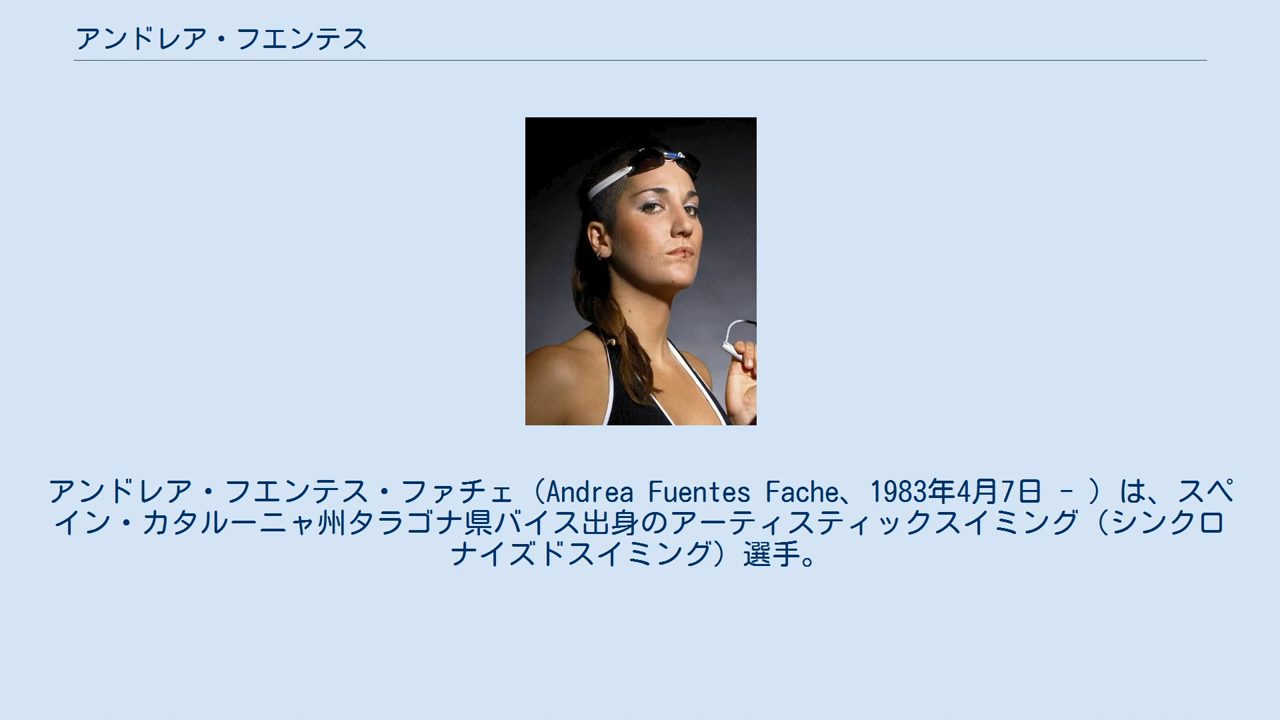 アンドレア・フエンテス
アンドレア・フエンテス・ファチェ（Andrea Fuentes Fache、1983年4月7日 - ）は、スペ
イン・カタルーニャ州タラゴナ県バイス出身のアーティスティックスイミング（シンクロ
ナイズドスイミング）選手。